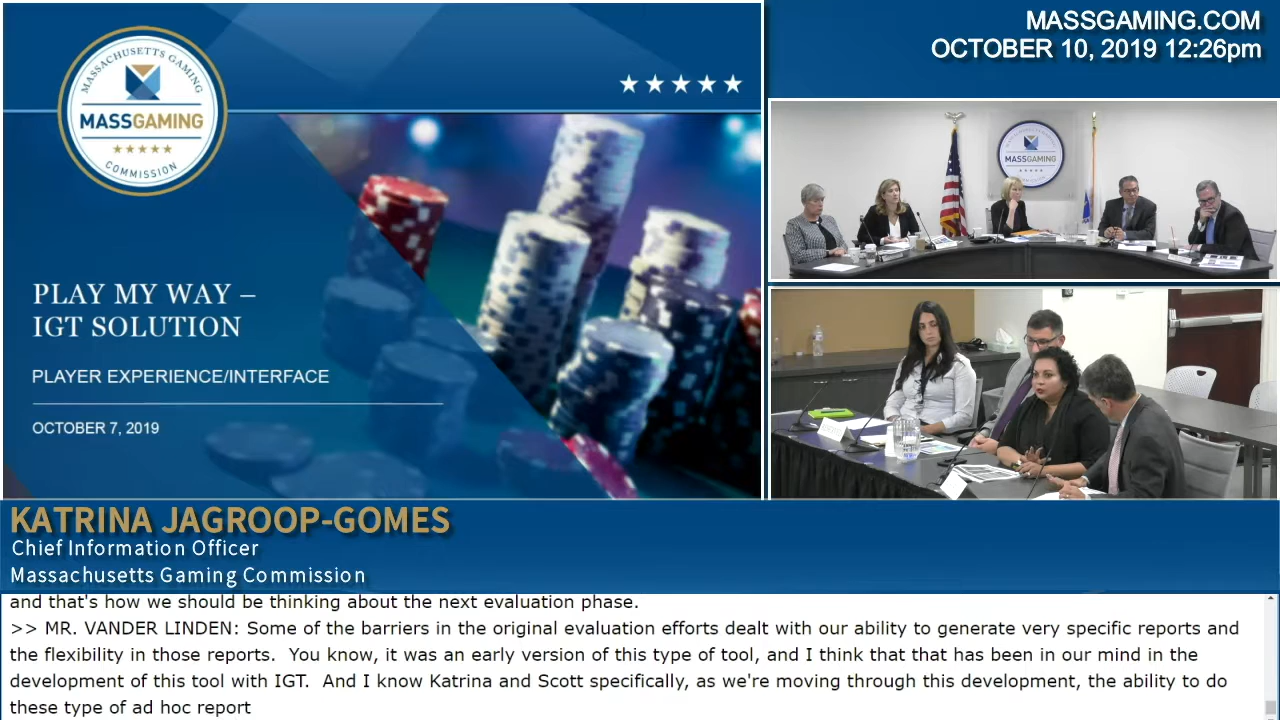 MASSGAMING.COM
OCTOBER 10, 2019 12:26pm
MASSACHUSETTS GAMING
MASSGAMING
COMMISSION
PLAY MY WAY –
IGT SOLUTION
PLAYER EXPERIENCE/INTERFACE
OCTOBER 7, 2019
MASSGAMING
KATRINA JAGROOP-GOMES
Chief Information Officer
Massachusetts Gaming Commission
and that's how we should be thinking about the next evaluation phase.
>> MR. VANDER LINDEN: Some of the barriers in the original evaluation efforts dealt with our ability to generate very specific reports and
the flexibility in those reports.  You know, it was an early version of this type of tool, and I think that that has been in our mind in the
development of this tool with IGT.  And I know Katrina and Scott specifically, as we're moving through this development, the ability to do
these type of ad hoc report